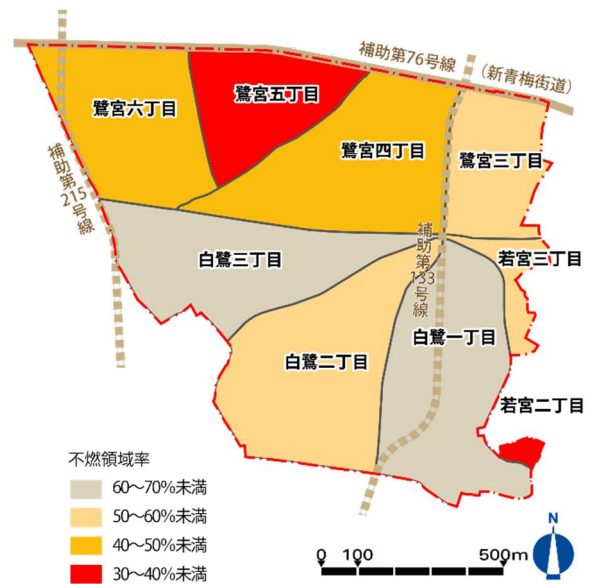 補助第76号線
(新青梅街道)
鷺宮五丁目
鷺宮六丁目
鷺宮四丁目
鷺宮三丁目
補助第215号線
補助第133号線
白鷺三丁目
若宮三丁目
白鷺一丁目
白鷺二丁目
若宮二丁目
不燃領域率
60～70%未満
50～60%未満
40～50%未満
30～40%未満
0 100 500m
N